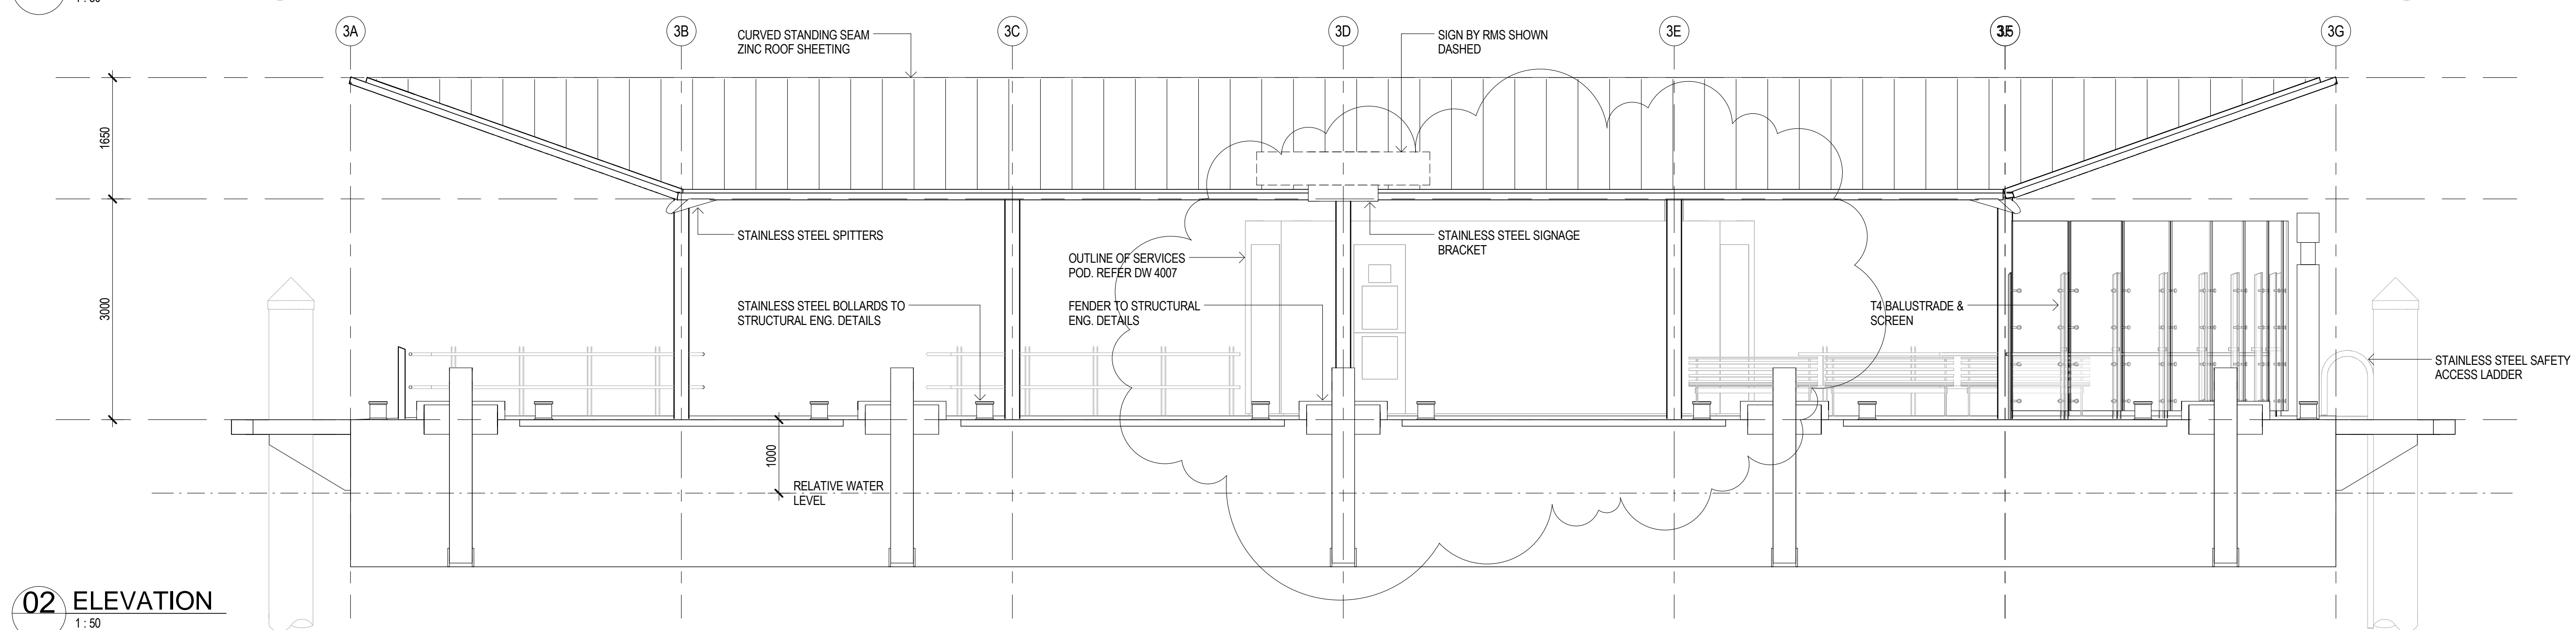 1 : 50
3A
3B
3C
3D
3E
3G
CURVED STANDING SEAM
ZINC ROOF SHEETING
SIGN BY RMS SHOWN
DASHED
1650
STAINLESS STEEL SPITTERS
STAINLESS STEEL SIGNAGE
BRACKET
OUTLINE OF SERVICES
POD. REFER DW 4007
3000
STAINLESS STEEL BOLLARDS TO
STRUCTURAL ENG. DETAILS
FENDER TO STRUCTURAL
ENG. DETAILS
T4 BALUSTRADE &
SCREEN
STAINLESS STEEL SAFETY
ACCESS LADDER
1000
RELATIVE WATER
LEVEL
02 ELEVATION
1 : 50